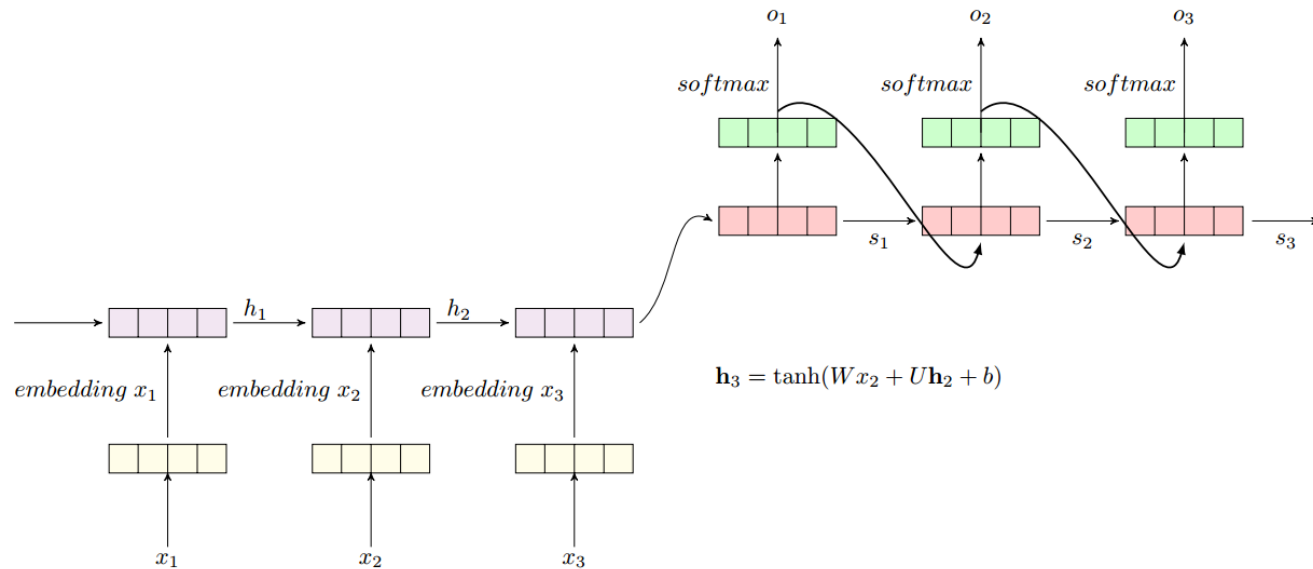 o₁ o₂ o₃
softmax softmax softmax
s₁ s₂ s₃
h₁ h₂
embedding x₁ embedding x₂ embedding x₃
h₃ = tanh(Wx₂ + Uh₂ + b)
x₁ x₂ x₃